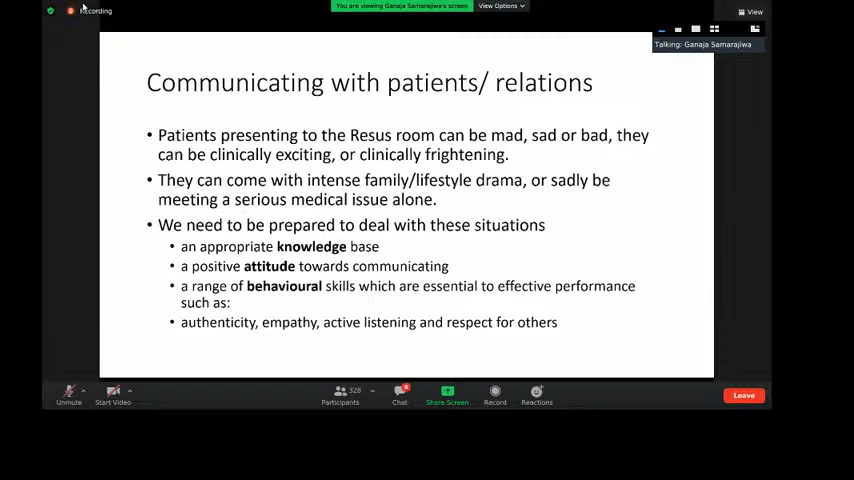 Recording
You are viewing Ganaja Samarajiwa's screen
View Options
View
Talking: Ganaja Samarajiwa
Communicating with patients/ relations
• Patients presenting to the Resus room can be mad, sad or bad, they
can be clinically exciting, or clinically frightening.
• They can come with intense family/lifestyle drama, or sadly be
meeting a serious medical issue alone.
• We need to be prepared to deal with these situations
• an appropriate knowledge base
• a positive attitude towards communicating
• a range of behavioural skills which are essential to effective performance
such as:
• authenticity, empathy, active listening and respect for others
328
Unmute
Start Video
Participants
Chat
Share Screen
Record
Reactions
Leave